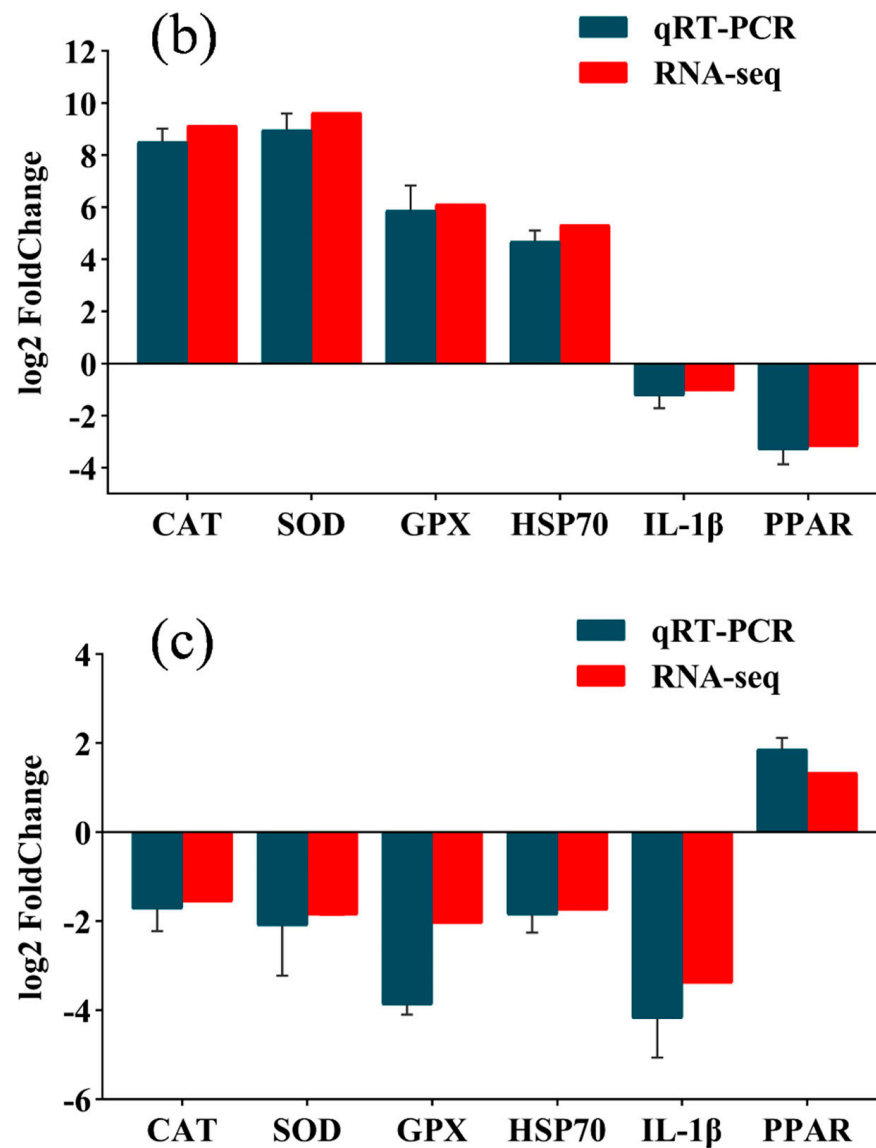 (b)
qRT-PCR
RNA-seq
log2 FoldChange
12
10
8
6
4
2
0
-2
-4
CAT SOD GPX HSP70 IL-1β PPAR
(c)
qRT-PCR
RNA-seq
log2 FoldChange
4
2
0
-2
-4
-6
CAT SOD GPX HSP70 IL-1β PPAR